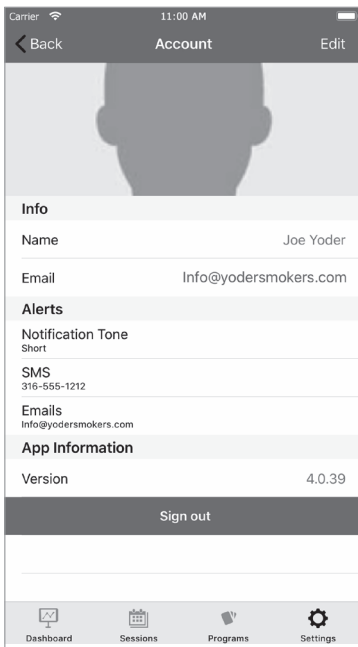 Carrier 11:00 AM
Back Account Edit
Info
Name Joe Yoder
Email Info@yodersmokers.com
Alerts
Notification Tone
Short
SMS
316-555-1212
Emails
Info@yodersmokers.com
App Information
Version 4.0.39
Sign out
Dashboard Sessions Programs Settings